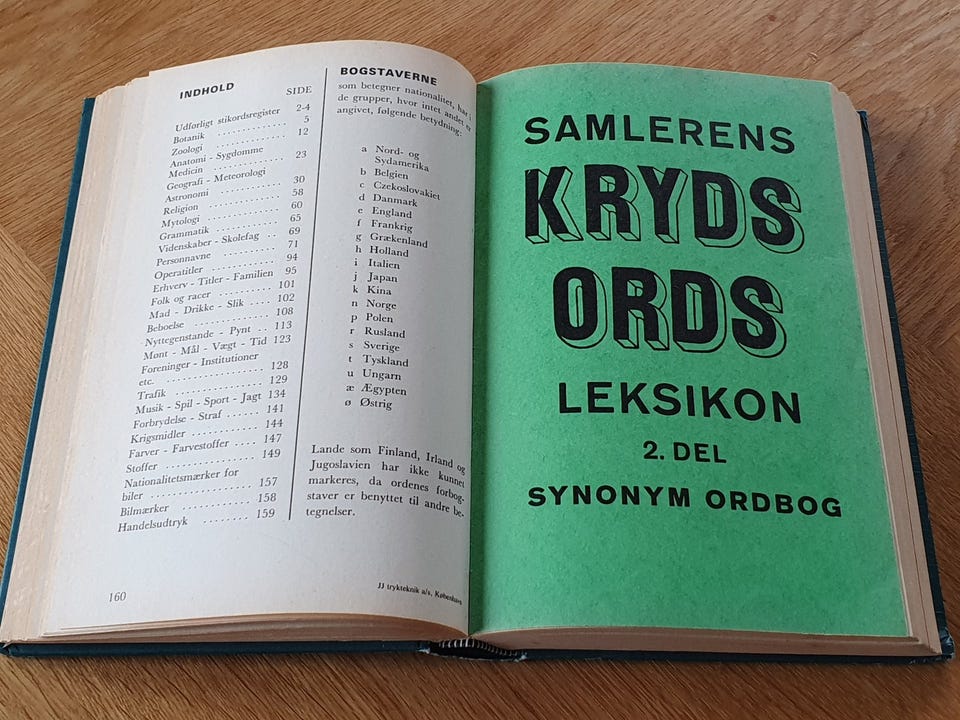 INDHOLD
SIDE
Udførligt stikordsregister 2-4
Botanik .............. 5
Zoologi .............. 12
Anatomi - Sygdomme
Medicin .............. 23
Geografi - Meteorologi
Astronomi ............ 30
Religion ............. 58
Mytologi ............. 60
Grammatik ............ 65
Videnskaber - Skolefag .. 69
Personnavne .......... 71
Operatitler .......... 94
Erhverv - Titler - Familien 95
Folk og racer ........ 101
Mad - Drikke - Slik .... 102
Beboelse ............. 108
Nyttegenstande - Pynt .. 113
Mønt - Mål - Vægt - Tid 123
Foreninger - Institutioner
etc. ................. 128
Trafik ............... 129
Musik - Spil - Sport - Jagt 134
Forbrydelse - Straf ..... 141
Krigsmidler .......... 144
Farver - Farvestoffer .... 147
Stoffer .............. 149
Nationalitetsmærker for
biler ................ 157
Bilmærker ............ 158
Handelsudtryk ........ 159
160
BOGSTAVERNE
som betegner nationalitet, har i
de grupper, hvor intet andet er
angivet, følgende betydning:
a Nord- og
Sydamerika
b Belgien
c Czekoslovakiet
d Danmark
e England
f Frankrig
g Grækenland
h Holland
i Italien
j Japan
k Kina
n Norge
p Polen
r Rusland
s Sverige
t Tyskland
u Ungarn
æ Ægypten
ø Østrig
Lande som Finland, Irland og
Jugoslavien har ikke kunnet
markeres, da ordenes forbog-
staver er benyttet til andre be-
tegnelser.
JJ trykteknik a/s, København
SAMLERENS
KRYDS
ORDS
LEKSIKON
2. DEL
SYNONYM ORDBOG